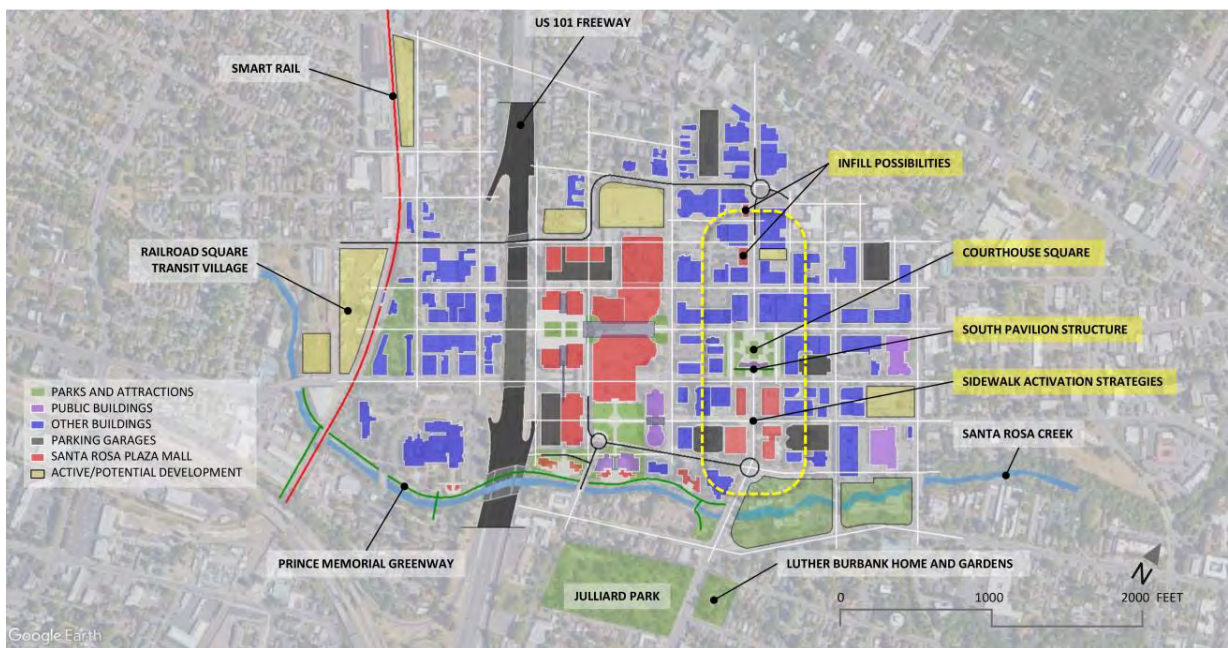 US 101 FREEWAY
SMART RAIL
INFILL POSSIBILITIES
RAILROAD SQUARE
TRANSIT VILLAGE
COURTHOUSE SQUARE
SOUTH PAVILION STRUCTURE
SIDEWALK ACTIVATION STRATEGIES
PARKS AND ATTRACTIONS
PUBLIC BUILDINGS
OTHER BUILDINGS
PARKING GARAGES
SANTA ROSA PLAZA MALL
ACTIVE/POTENTIAL DEVELOPMENT
SANTA ROSA CREEK
PRINCE MEMORIAL GREENWAY
LUTHER BURBANK HOME AND GARDENS
JULLIARD PARK
N
0 1000 2000 FEET
Google Earth